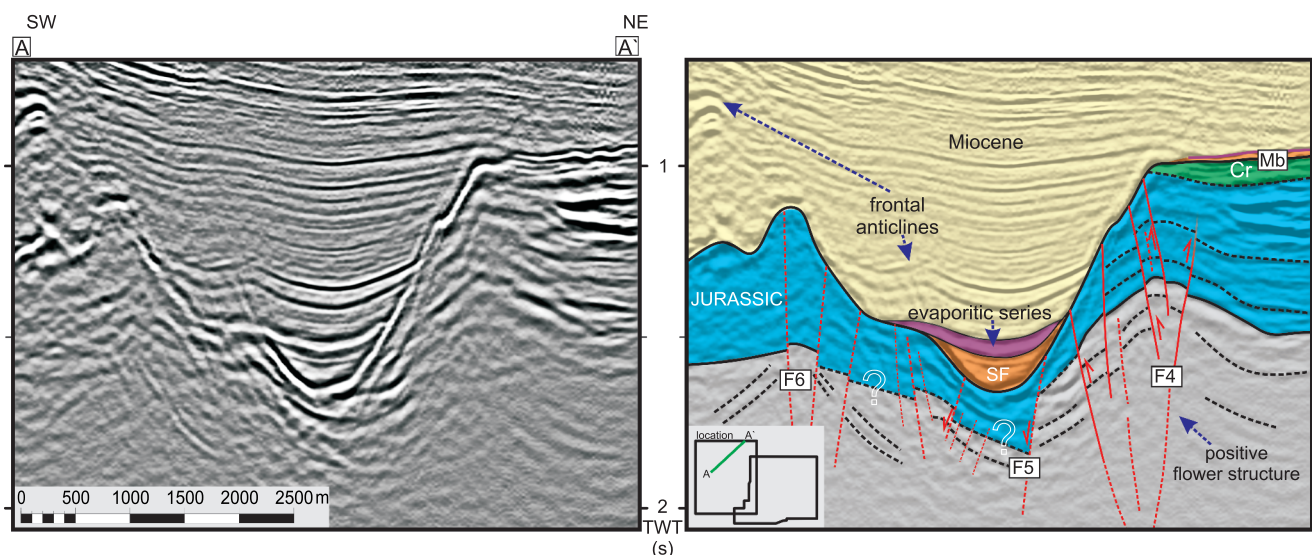 SW
NE
A
A`
Miocene
Mb
1
Cr
frontal
anticlines
JURASSIC
evaporitic series
SF
F6
?
F4
?
location
A`
A
F5
positive
flower structure
0 500 1000 1500 2000 2500 m
2
TWT
(s)